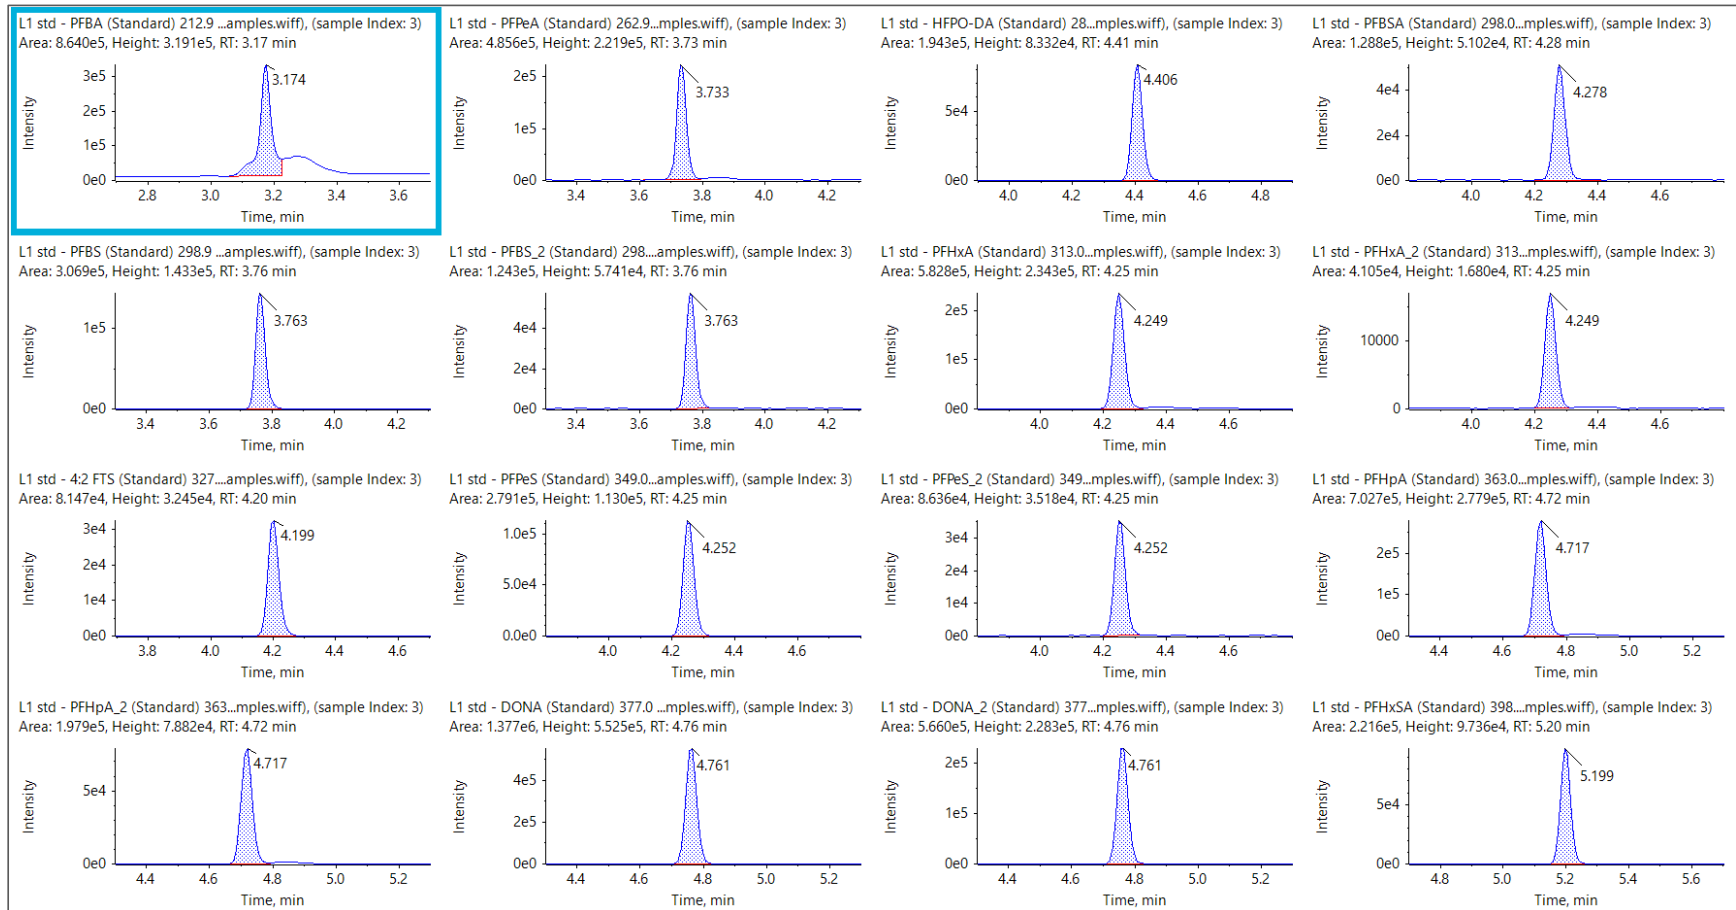 L1 std - PFBA (Standard) 212.9 ...amples.wiff), (sample Index: 3)
Area: 8.640e5, Height: 3.191e5, RT: 3.17 min
3e5
2e5
1e5
0e0
3.174
Intensity
2.8 3.0 3.2 3.4 3.6
Time, min
L1 std - PFPeA (Standard) 262.9...mples.wiff), (sample Index: 3)
Area: 4.856e5, Height: 2.219e5, RT: 3.73 min
2e5
1e5
0e0
3.733
Intensity
3.4 3.6 3.8 4.0 4.2
Time, min
L1 std - HFPO-DA (Standard) 28...mples.wiff), (sample Index: 3)
Area: 1.943e5, Height: 8.332e4, RT: 4.41 min
5e4
0e0
4.406
Intensity
4.0 4.2 4.4 4.6 4.8
Time, min
L1 std - PFBSA (Standard) 298.0...mples.wiff), (sample Index: 3)
Area: 1.288e5, Height: 5.102e4, RT: 4.28 min
4e4
2e4
0e0
4.278
Intensity
4.0 4.2 4.4 4.6
Time, min
L1 std - PFBS (Standard) 298.9 ...amples.wiff), (sample Index: 3)
Area: 3.069e5, Height: 1.433e5, RT: 3.76 min
1e5
0e0
3.763
Intensity
3.4 3.6 3.8 4.0 4.2
Time, min
L1 std - PFBS_2 (Standard) 298....amples.wiff), (sample Index: 3)
Area: 1.243e5, Height: 5.741e4, RT: 3.76 min
4e4
2e4
0e0
3.763
Intensity
3.4 3.6 3.8 4.0 4.2
Time, min
L1 std - PFHxA (Standard) 313.0...mples.wiff), (sample Index: 3)
Area: 5.828e5, Height: 2.343e5, RT: 4.25 min
2e5
1e5
0e0
4.249
Intensity
4.0 4.2 4.4 4.6
Time, min
L1 std - PFHxA_2 (Standard) 313...mples.wiff), (sample Index: 3)
Area: 4.105e4, Height: 1.680e4, RT: 4.25 min
10000
0
4.249
Intensity
4.0 4.2 4.4 4.6
Time, min
L1 std - 4:2 FTS (Standard) 327....amples.wiff), (sample Index: 3)
Area: 8.147e4, Height: 3.245e4, RT: 4.20 min
3e4
2e4
1e4
0e0
4.199
Intensity
3.8 4.0 4.2 4.4 4.6
Time, min
L1 std - PFPeS (Standard) 349.0...amples.wiff), (sample Index: 3)
Area: 2.791e5, Height: 1.130e5, RT: 4.25 min
1.0e5
5.0e4
0.0e0
4.252
Intensity
4.0 4.2 4.4 4.6
Time, min
L1 std - PFPeS_2 (Standard) 349...mples.wiff), (sample Index: 3)
Area: 8.636e4, Height: 3.518e4, RT: 4.25 min
3e4
2e4
1e4
0e0
4.252
Intensity
4.0 4.2 4.4 4.6
Time, min
L1 std - PFHpA (Standard) 363.0...mples.wiff), (sample Index: 3)
Area: 7.027e5, Height: 2.779e5, RT: 4.72 min
2e5
1e5
0e0
4.717
Intensity
4.4 4.6 4.8 5.0 5.2
Time, min
L1 std - PFHpA_2 (Standard) 363...mples.wiff), (sample Index: 3)
Area: 1.979e5, Height: 7.882e4, RT: 4.72 min
5e4
0e0
4.717
Intensity
4.4 4.6 4.8 5.0 5.2
Time, min
L1 std - DONA (Standard) 377.0 ...mples.wiff), (sample Index: 3)
Area: 1.377e6, Height: 5.525e5, RT: 4.76 min
4e5
2e5
0e0
4.761
Intensity
4.4 4.6 4.8 5.0 5.2
Time, min
L1 std - DONA_2 (Standard) 377...mples.wiff), (sample Index: 3)
Area: 5.660e5, Height: 2.283e5, RT: 4.76 min
2e5
1e5
0e0
4.761
Intensity
4.4 4.6 4.8 5.0 5.2
Time, min
L1 std - PFHxSA (Standard) 398....mples.wiff), (sample Index: 3)
Area: 2.216e5, Height: 9.736e4, RT: 5.20 min
5e4
0e0
5.199
Intensity
4.8 5.0 5.2 5.4 5.6
Time, min